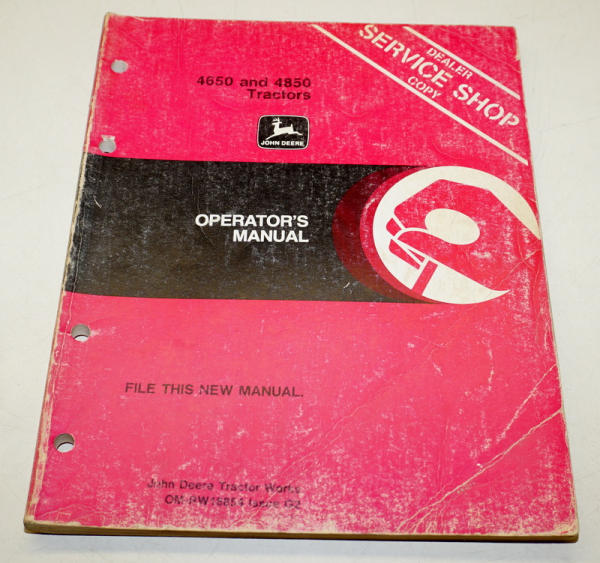 DEALER
SERVICE SHOP
COPY
4650 and 4850
Tractors
JOHN DEERE
OPERATOR'S
MANUAL
FILE THIS NEW MANUAL.
John Deere Tractor Works
Issue